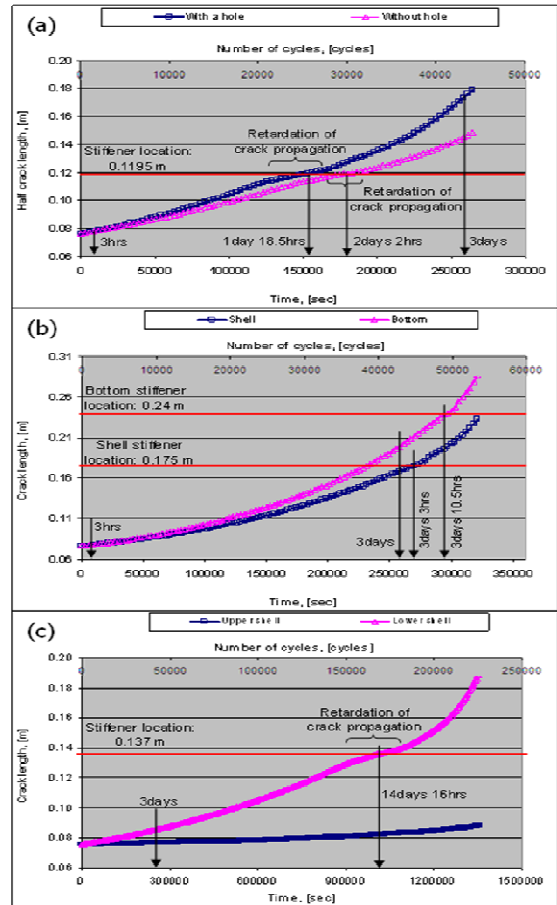 (a)
With a hole Without hole
Number of cycles, [cycles]
0 10000 20000 30000 40000 50000
0.20
0.18
0.16
0.14
0.12
0.10
0.08
0.06
Half crack length, [m]
Retardation of
crack propagation
Stiffener location:
0.1195 m
Retardation of
crack propagation
3hrs
1day 18.5hrs
2days 2hrs
3days
0 50000 100000 150000 200000 250000 300000
Time, [sec]
(b)
Shell Bottom
Number of cycles, [cycles]
0 10000 20000 30000 40000 50000 60000
0.31
0.26
0.21
0.16
0.11
0.06
Crack length, [m]
Bottom stiffener
location: 0.24 m
Shell stiffener
location: 0.175 m
3hrs
3days
3days 3hrs
3days 10.5hrs
0 50000 100000 150000 200000 250000 300000 350000
Time, [sec]
(c)
Upper shell Lower shell
Number of cycles, [cycles]
0 50000 100000 150000 200000 250000
0.20
0.18
0.16
0.14
0.12
0.10
0.08
0.06
Crack length, [m]
Retardation of
crack propagation
Stiffener location:
0.137 m
3days
14days 16hrs
0 300000 600000 900000 1200000 1500000
Time, [sec]